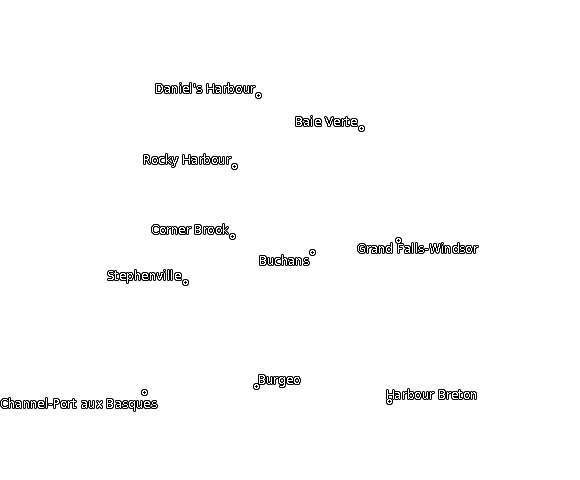 Daniel's Harbour
Baie Verte
Rocky Harbour
Corner Brook
Grand Falls-Windsor
Buchans
Stephenville
Burgeo
Harbour Breton
Channel-Port aux Basques